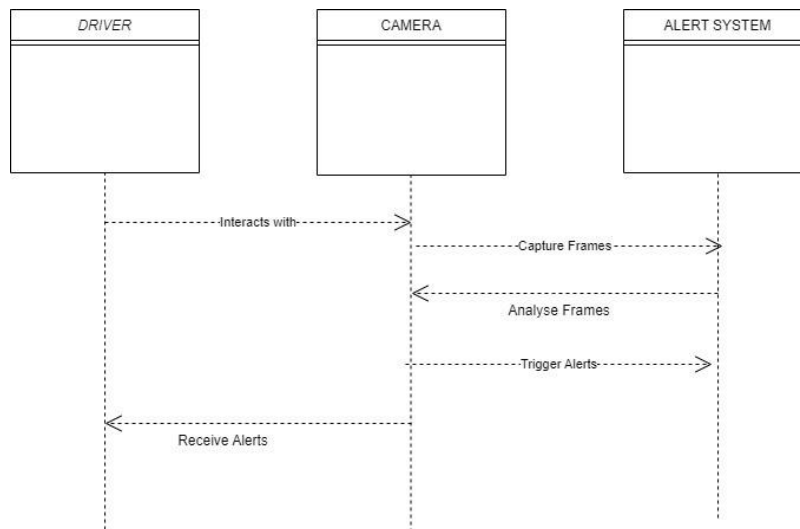 DRIVER
CAMERA
ALERT SYSTEM
Interacts with
Capture Frames
Analyse Frames
Trigger Alerts
Receive Alerts